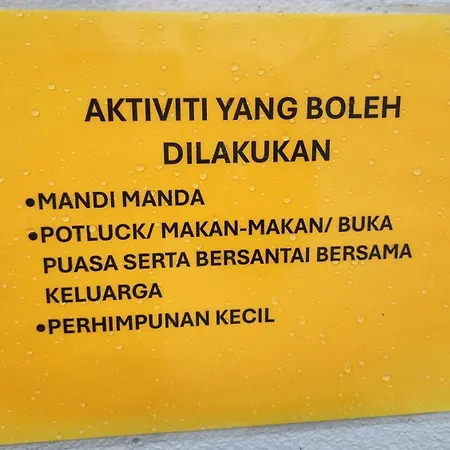 AKTIVITI YANG BOLEH
DILAKUKAN
•MANDI MANDA
•POTLUCK/ MAKAN-MAKAN/ BUKA
PUASA SERTA BERSANTAI BERSAMA
KELUARGA
•PERHIMPUNAN KECIL